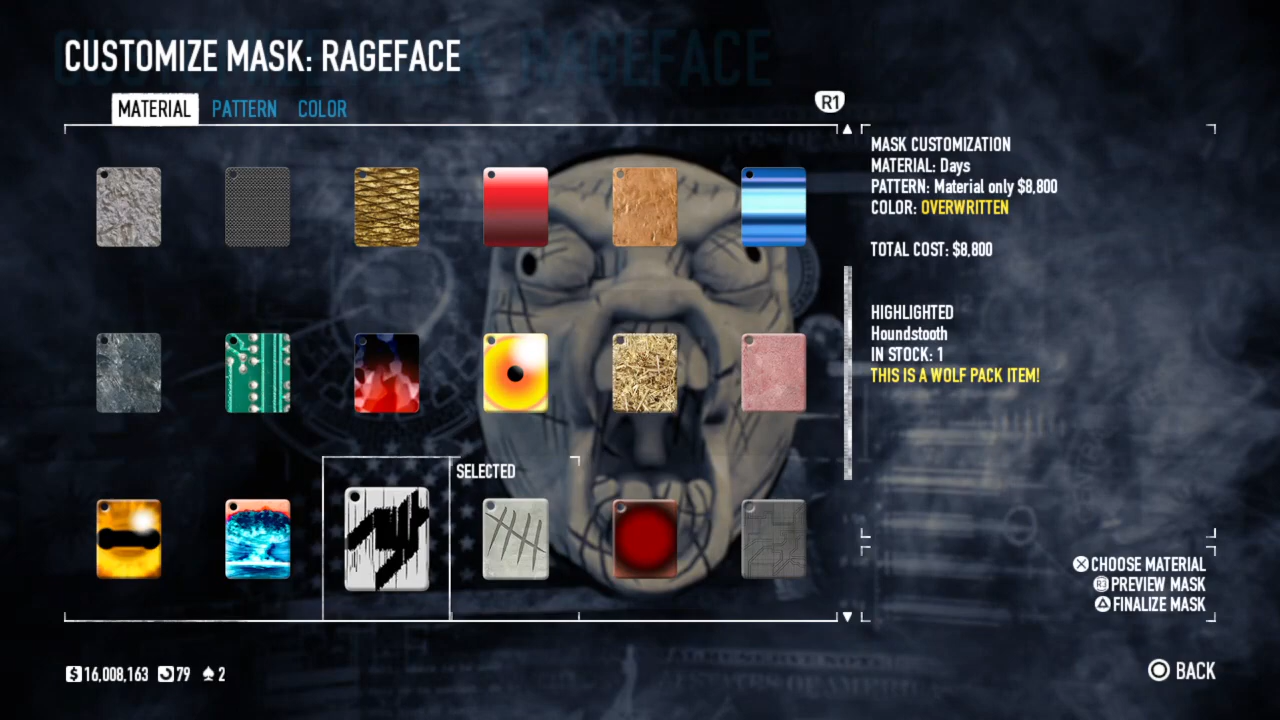 CUSTOMIZE MASK: RAGEFACE
MATERIAL PATTERN COLOR
R1
MASK CUSTOMIZATION
MATERIAL: Days
PATTERN: Material only $8,800
COLOR: OVERWRITTEN
TOTAL COST: $8,800
HIGHLIGHTED
Houndstooth
IN STOCK: 1
THIS IS A WOLF PACK ITEM!
SELECTED
CHOOSE MATERIAL
R3 PREVIEW MASK
FINALIZE MASK
$ 16,008,163 79 ♠ 2
BACK